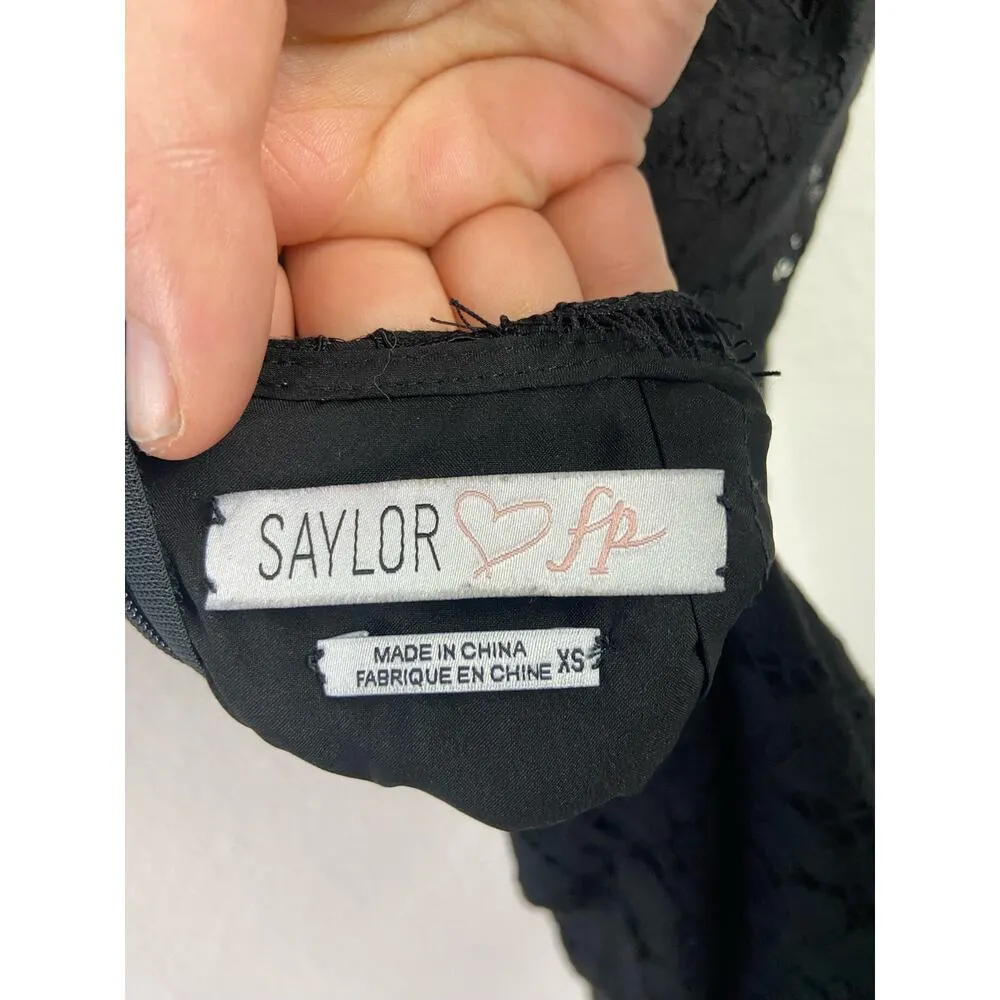 SAYLOR fp
MADE IN CHINA
FABRIQUE EN CHINE XS